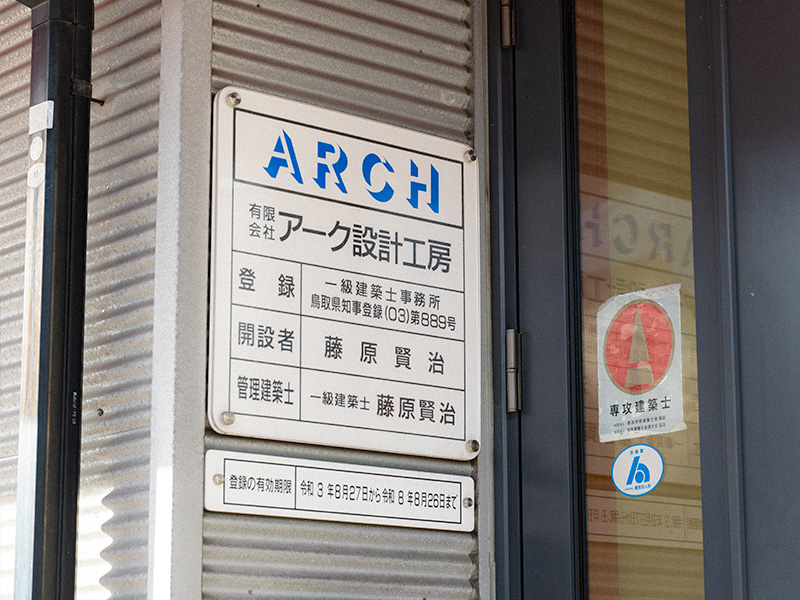 ARCH
有限会社 アーク設計工房
登録 一級建築士事務所
鳥取県知事登録(03)第889号
開設者 藤原賢治
管理建築士 一級建築士 藤原賢治
登録の有効期限 令和 3 年8月27日から令和 8 年8月26日まで
専攻建築士